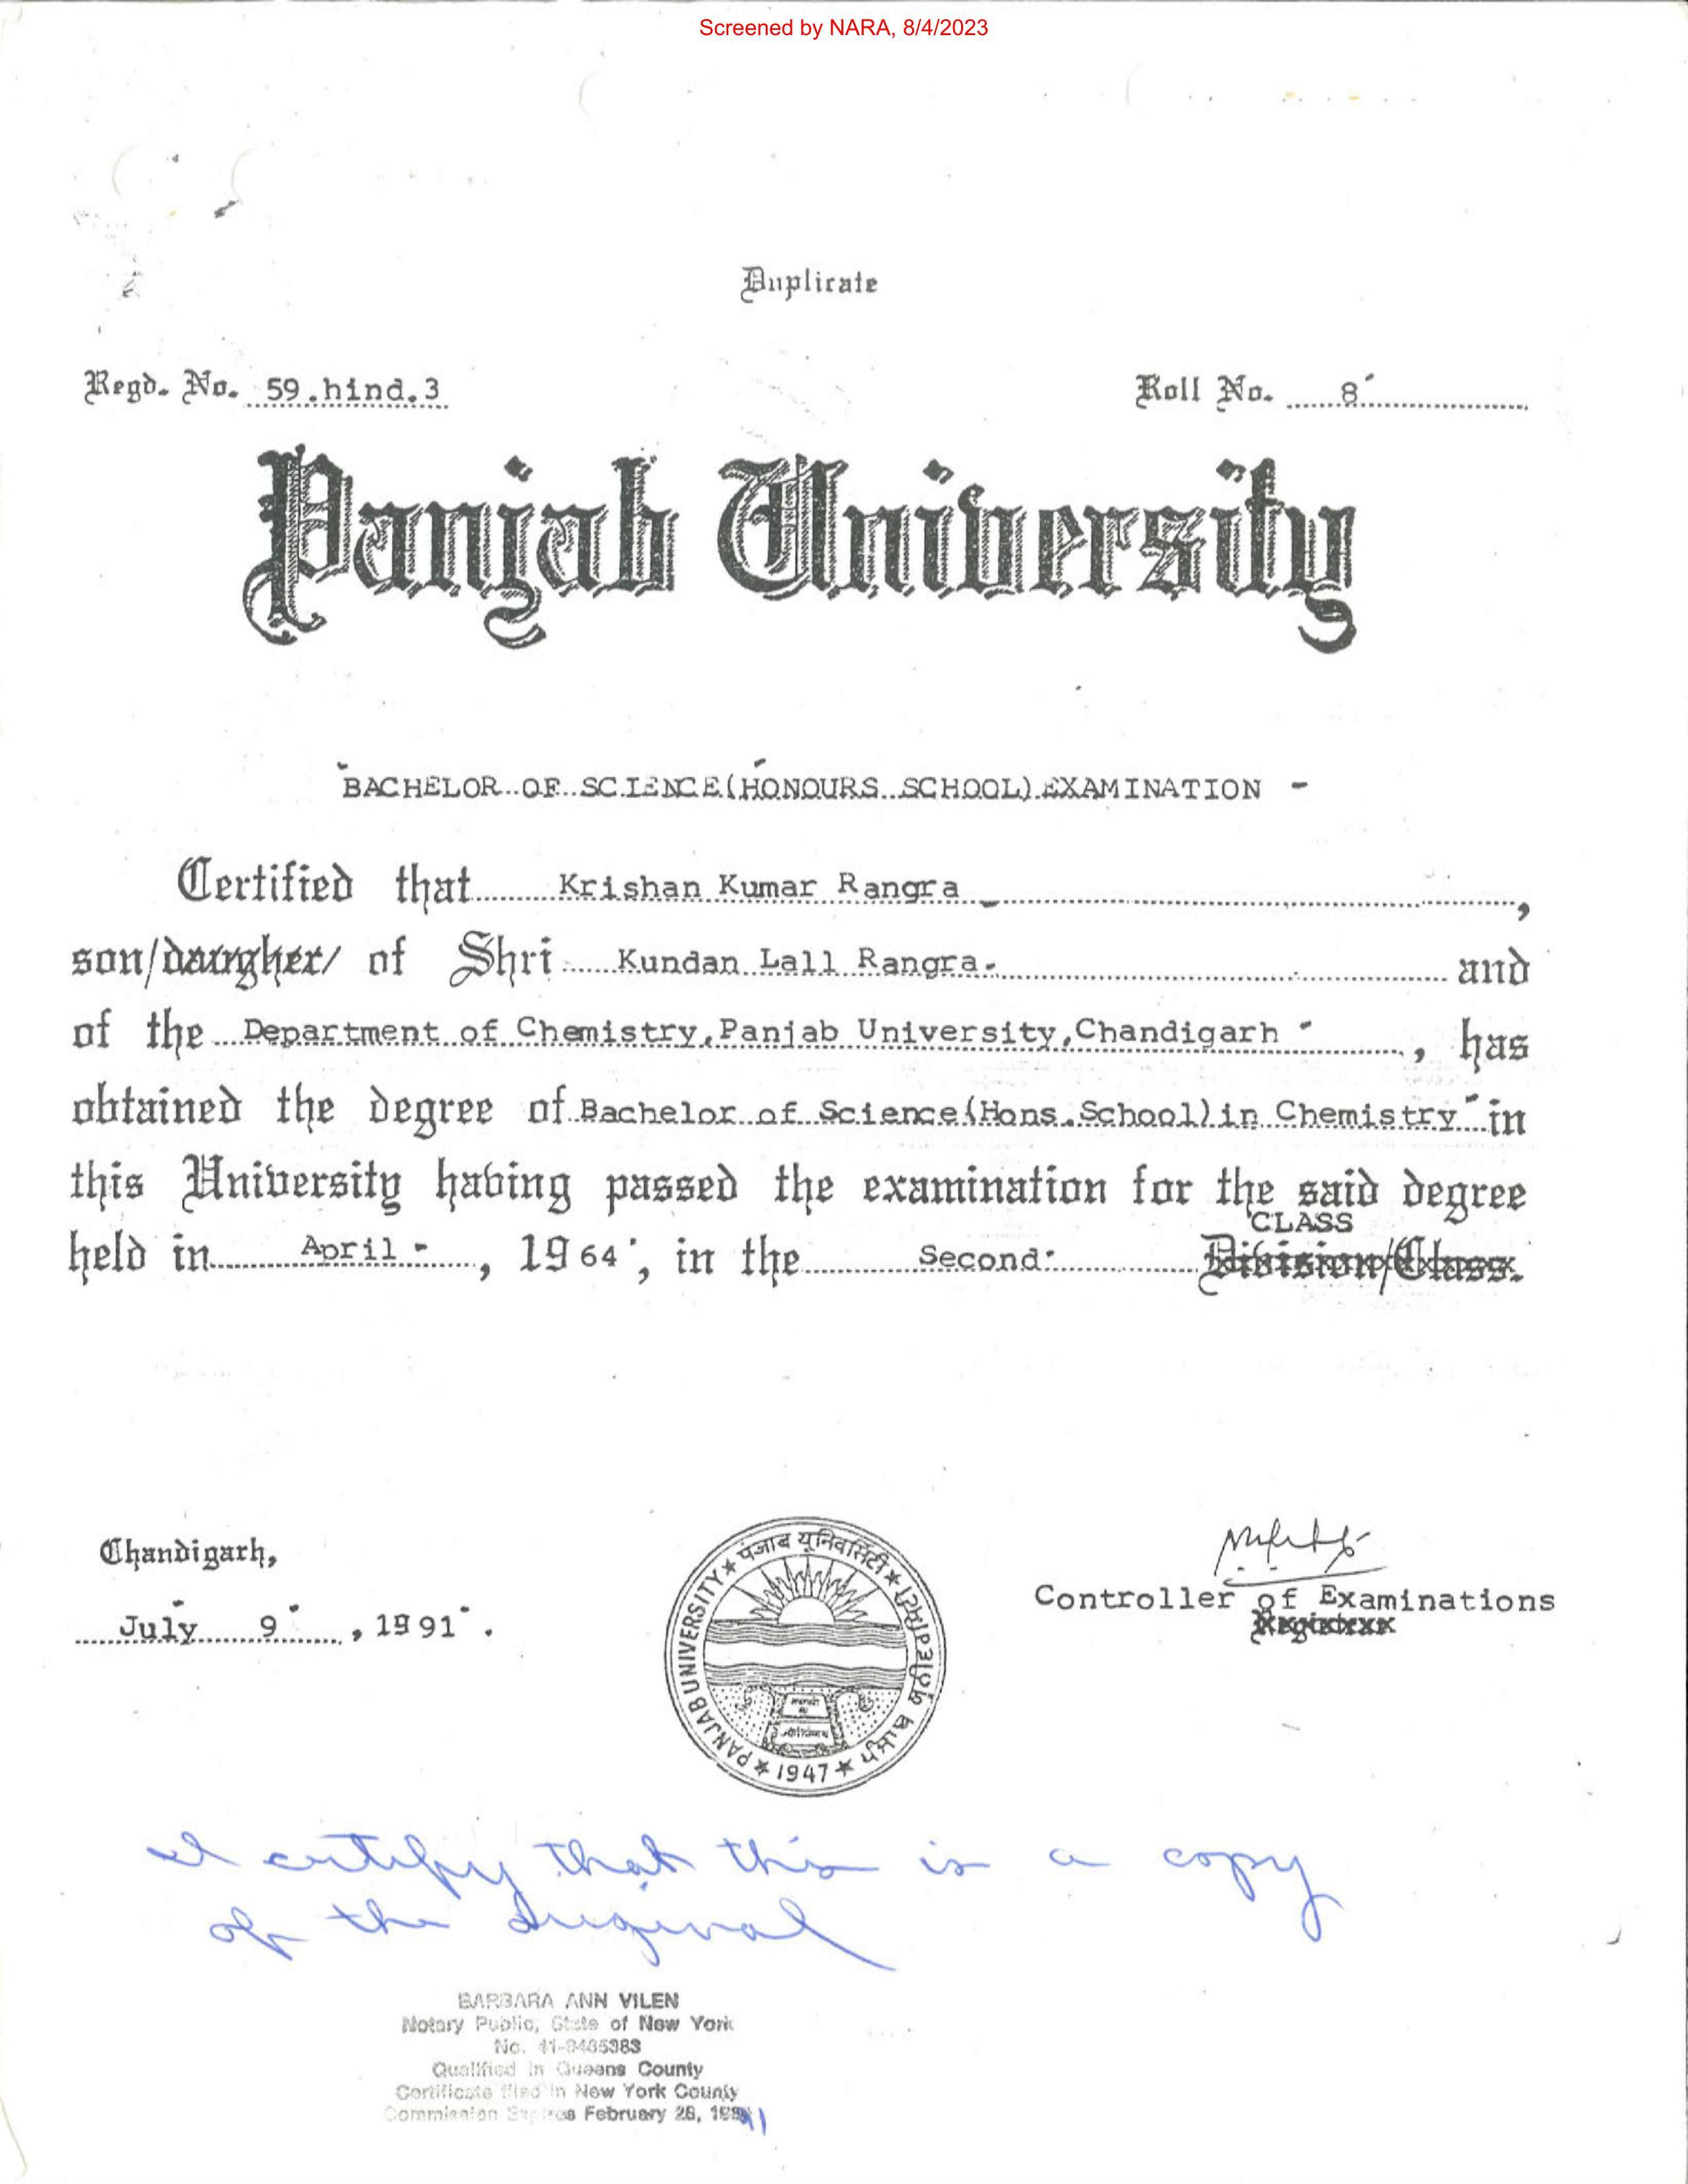 Screened by NARA, 8/4/2023
Duplicate
Regd. No. 59.hind.3 Roll No. 8
Panjab University
BACHELOR OF SCIENCE(HONOURS SCHOOL) EXAMINATION -
Certified that Krishan Kumar Rangra ,
son/daugher/ of Shri Kundan Lall Rangra. and
of the Department of Chemistry,Panjab University,Chandigarh , has
obtained the degree of Bachelor of Science(Hons.School)in Chemistry in
this University having passed the examination for the said degree
CLASS
held in April - , 1964, in the Second Division/Class.
Chandigarh,
July 9 , 1991.
पंजाब यूनिवर्सिटी
PANJAB UNIVERSITY
1947
Controller of Examinations
Registrar
I certify that this is a copy
of the original
BARBARA ANN VILEN
Notary Public, State of New York
Qualified in Queens County
Certificate filed in New York County
Commission Expires February 28,